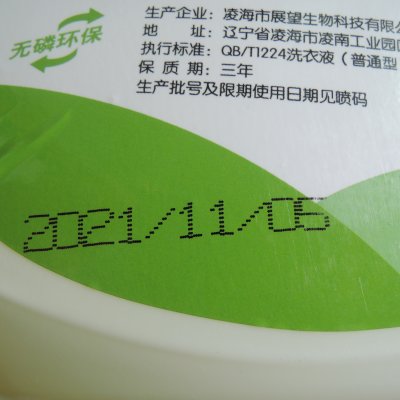 无磷环保
生产企业：凌海市展望生物科技有限公
地　　址：辽宁省凌海市凌南工业园区
执行标准：QB/T1224洗衣液（普通型
保 质 期：三年
生产批号及限期使用日期见喷码
2021/11/05